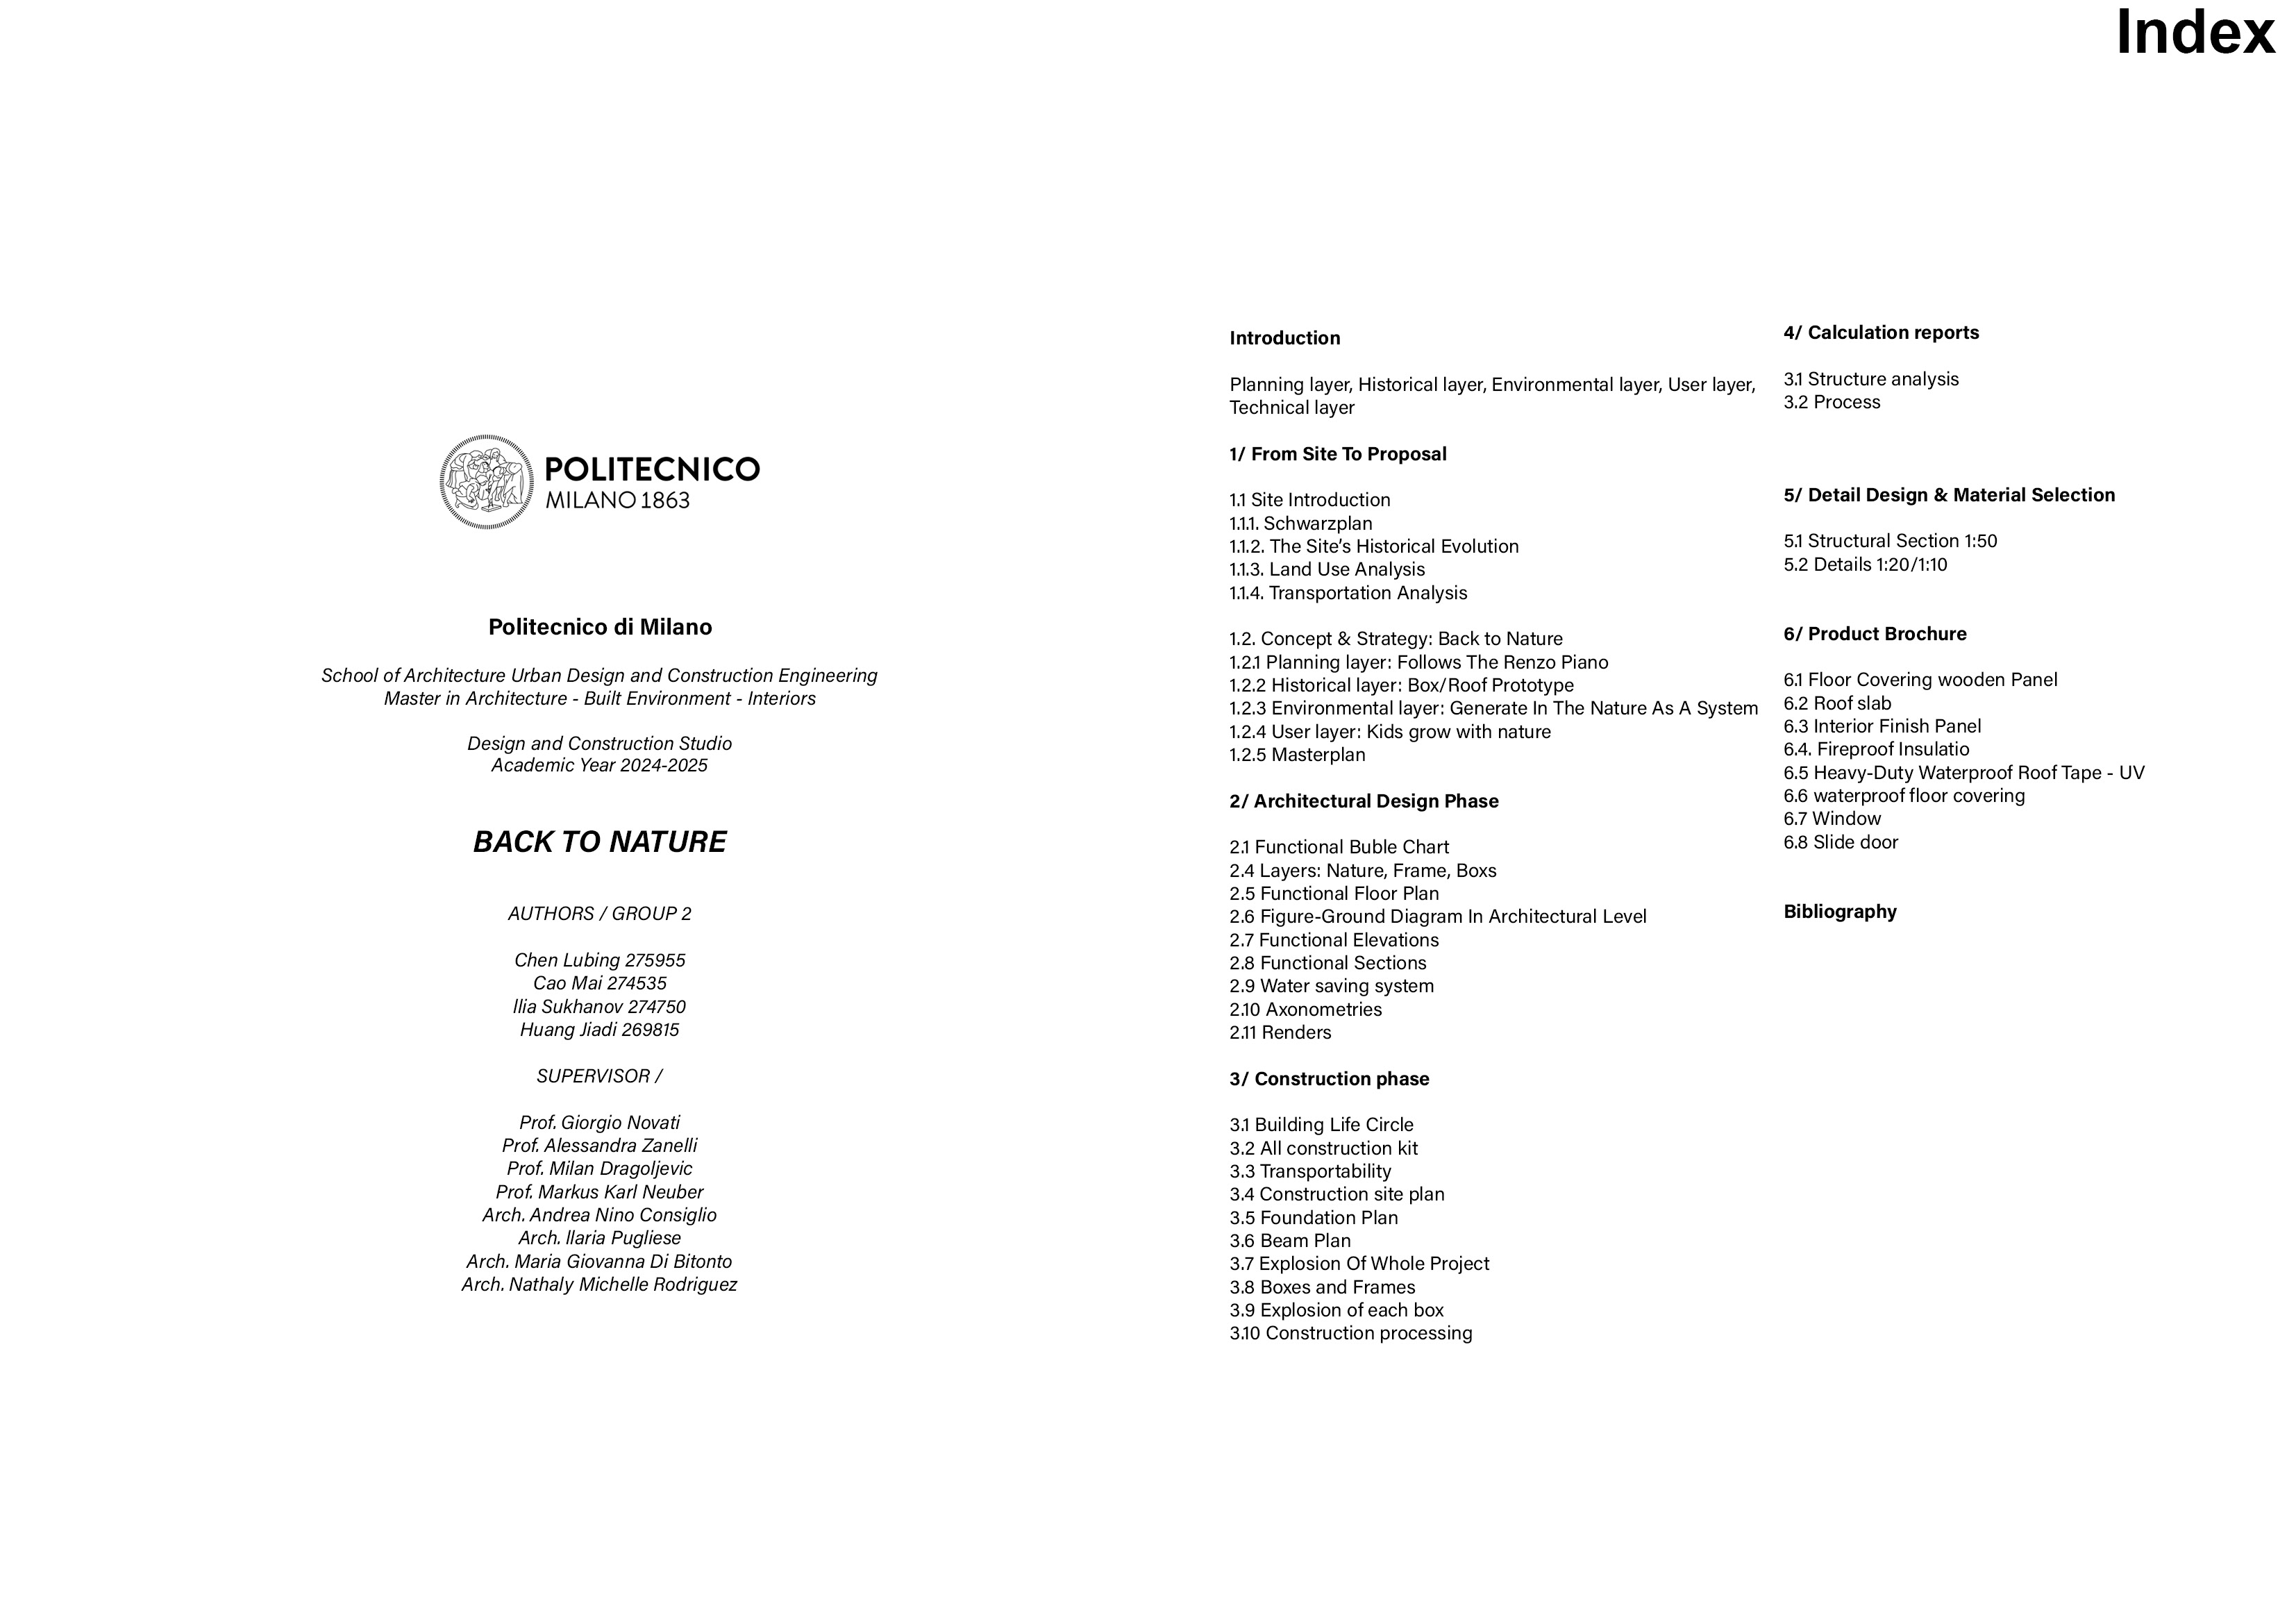 Index
POLITECNICO
MILANO 1863
Politecnico di Milano
School of Architecture Urban Design and Construction Engineering
Master in Architecture - Built Environment - Interiors
Design and Construction Studio
Academic Year 2024-2025
BACK TO NATURE
AUTHORS / GROUP 2
Chen Lubing 275955
Cao Mai 274535
Ilia Sukhanov 274750
Huang Jiadi 269815
SUPERVISOR /
Prof. Giorgio Novati
Prof. Alessandra Zanelli
Prof. Milan Dragoljevic
Prof. Markus Karl Neuber
Arch. Andrea Nino Consiglio
Arch. Ilaria Pugliese
Arch. Maria Giovanna Di Bitonto
Arch. Nathaly Michelle Rodriguez
Introduction
Planning layer, Historical layer, Environmental layer, User layer,
Technical layer
1/ From Site To Proposal
1.1 Site Introduction
1.1.1. Schwarzplan
1.1.2. The Site’s Historical Evolution
1.1.3. Land Use Analysis
1.1.4. Transportation Analysis
1.2. Concept & Strategy: Back to Nature
1.2.1 Planning layer: Follows The Renzo Piano
1.2.2 Historical layer: Box/Roof Prototype
1.2.3 Environmental layer: Generate In The Nature As A System
1.2.4 User layer: Kids grow with nature
1.2.5 Masterplan
2/ Architectural Design Phase
2.1 Functional Buble Chart
2.4 Layers: Nature, Frame, Boxs
2.5 Functional Floor Plan
2.6 Figure-Ground Diagram In Architectural Level
2.7 Functional Elevations
2.8 Functional Sections
2.9 Water saving system
2.10 Axonometries
2.11 Renders
3/ Construction phase
3.1 Building Life Circle
3.2 All construction kit
3.3 Transportability
3.4 Construction site plan
3.5 Foundation Plan
3.6 Beam Plan
3.7 Explosion Of Whole Project
3.8 Boxes and Frames
3.9 Explosion of each box
3.10 Construction processing
4/ Calculation reports
3.1 Structure analysis
3.2 Process
5/ Detail Design & Material Selection
5.1 Structural Section 1:50
5.2 Details 1:20/1:10
6/ Product Brochure
6.1 Floor Covering wooden Panel
6.2 Roof slab
6.3 Interior Finish Panel
6.4. Fireproof Insulatio
6.5 Heavy-Duty Waterproof Roof Tape - UV
6.6 waterproof floor covering
6.7 Window
6.8 Slide door
Bibliography